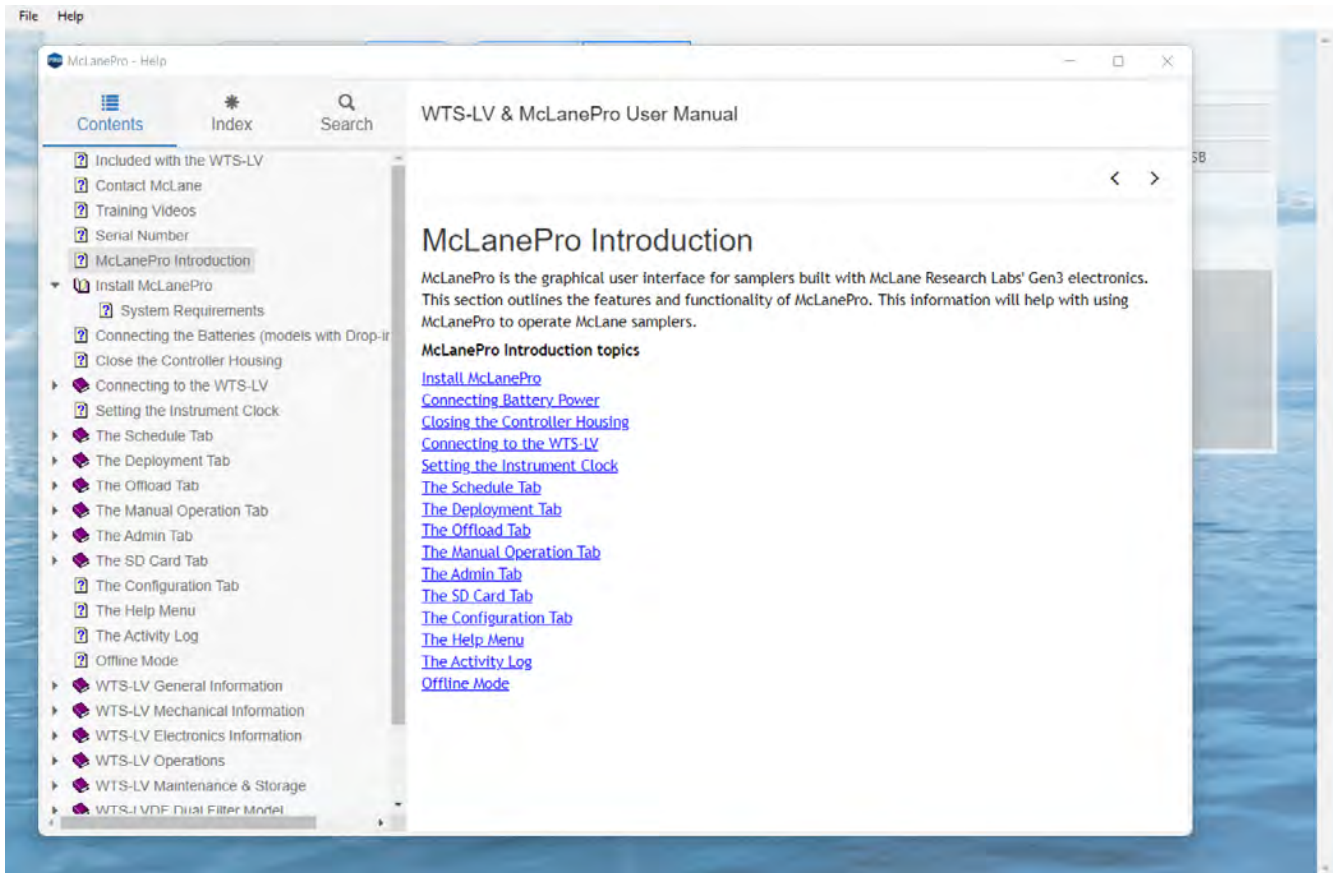 File Help
McLanePro - Help
Contents Index Search
WTS-LV & McLanePro User Manual
Included with the WTS-LV
Contact McLane
Training Videos
Serial Number
McLanePro Introduction
Install McLanePro
System Requirements
Connecting the Batteries (models with Drop-ir
Close the Controller Housing
Connecting to the WTS-LV
Setting the Instrument Clock
The Schedule Tab
The Deployment Tab
The Offload Tab
The Manual Operation Tab
The Admin Tab
The SD Card Tab
The Configuration Tab
The Help Menu
The Activity Log
Offline Mode
WTS-LV General Information
WTS-LV Mechanical Information
WTS-LV Electronics Information
WTS-LV Operations
WTS-LV Maintenance & Storage
WTS-LVDF Dual Filter Model
McLanePro Introduction
McLanePro is the graphical user interface for samplers built with McLane Research Labs' Gen3 electronics.
This section outlines the features and functionality of McLanePro. This information will help with using
McLanePro to operate McLane samplers.
McLanePro Introduction topics
Install McLanePro
Connecting Battery Power
Closing the Controller Housing
Connecting to the WTS-LV
Setting the Instrument Clock
The Schedule Tab
The Deployment Tab
The Offload Tab
The Manual Operation Tab
The Admin Tab
The SD Card Tab
The Configuration Tab
The Help Menu
The Activity Log
Offline Mode
SB